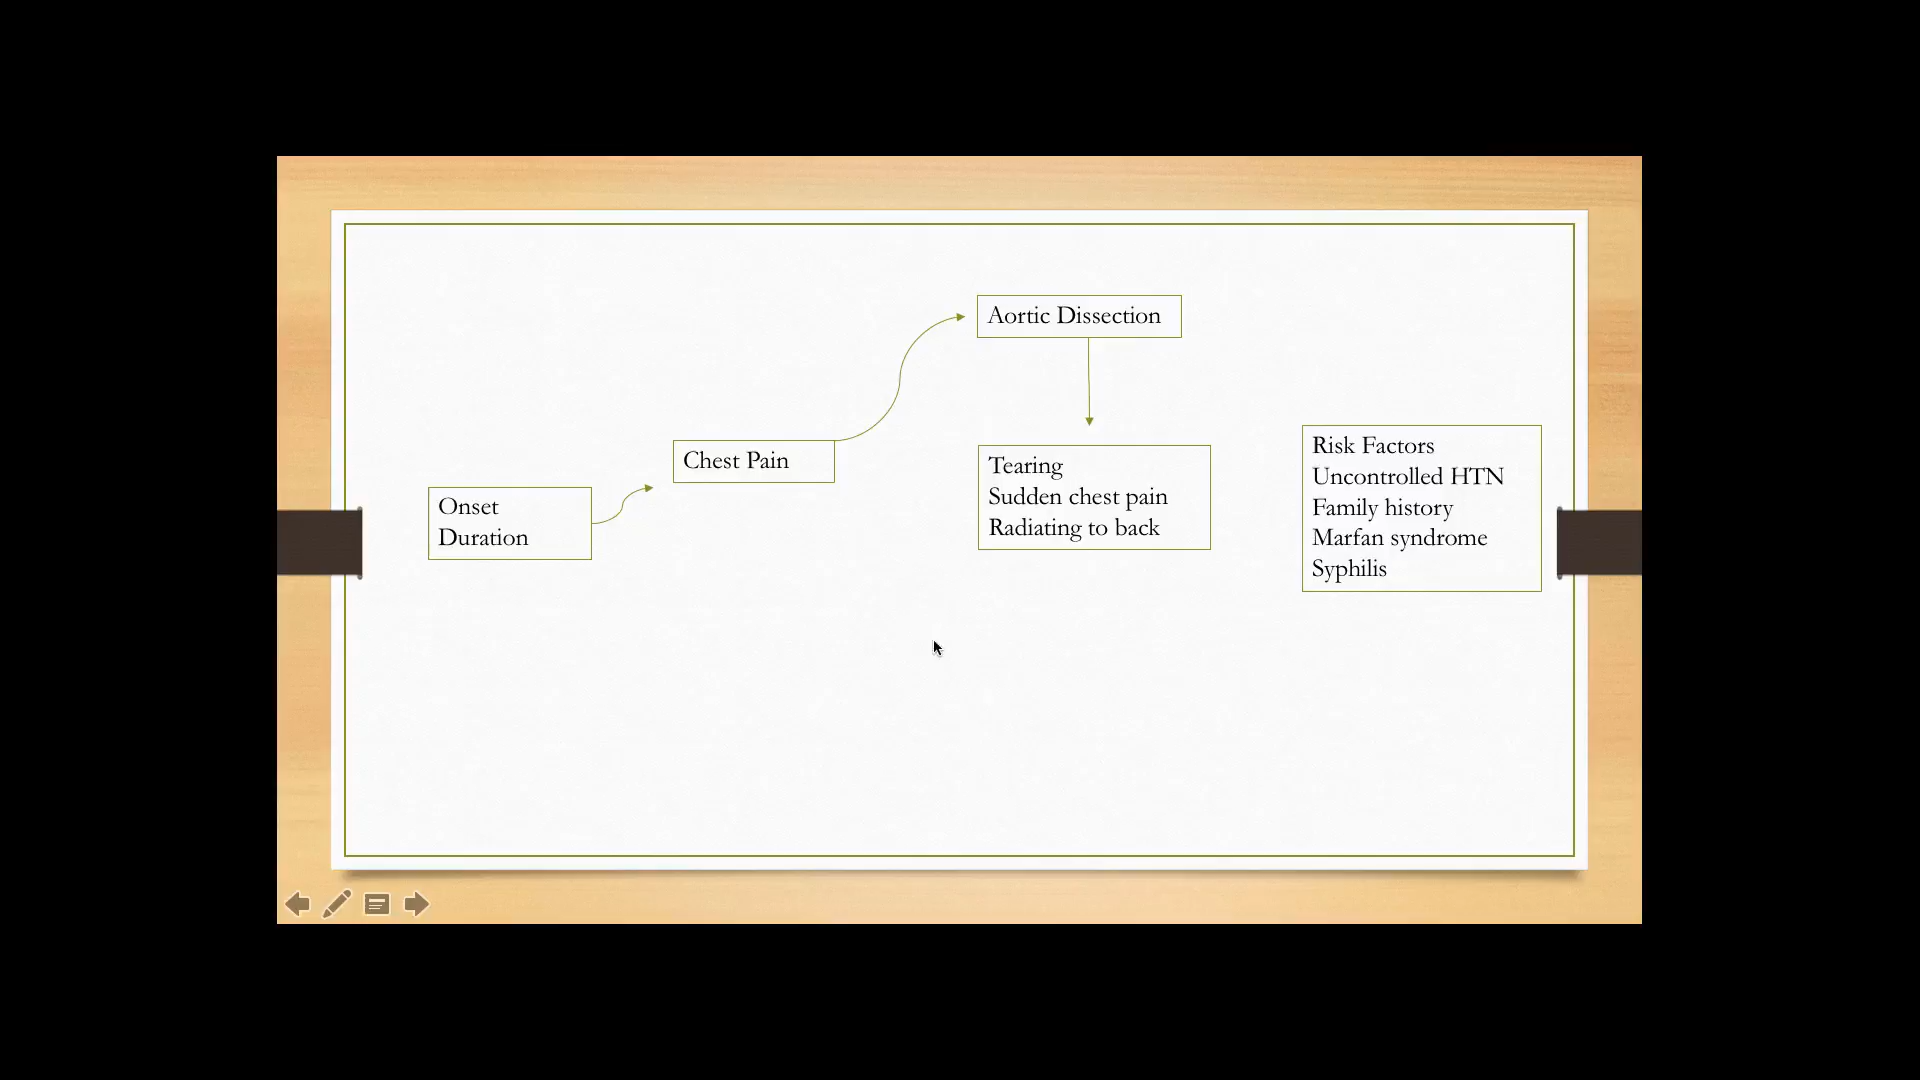 Aortic Dissection
Chest Pain
Onset
Duration
Tearing
Sudden chest pain
Radiating to back
Risk Factors
Uncontrolled HTN
Family history
Marfan syndrome
Syphilis